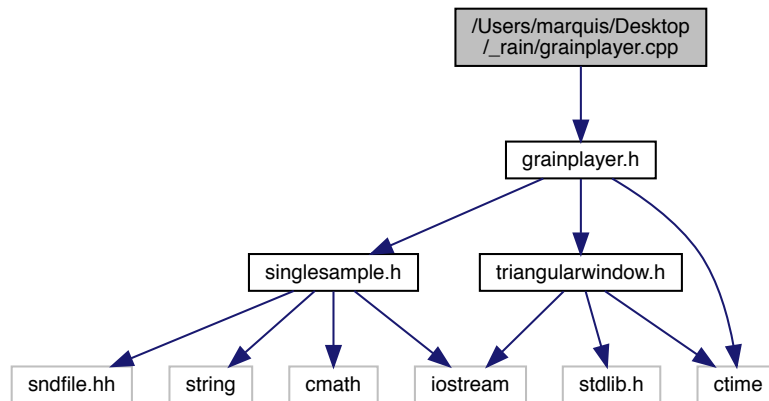 /Users/marquis/Desktop
/_rain/grainplayer.cpp
grainplayer.h
singlesample.h
triangularwindow.h
sndfile.hh
string
cmath
iostream
stdlib.h
ctime